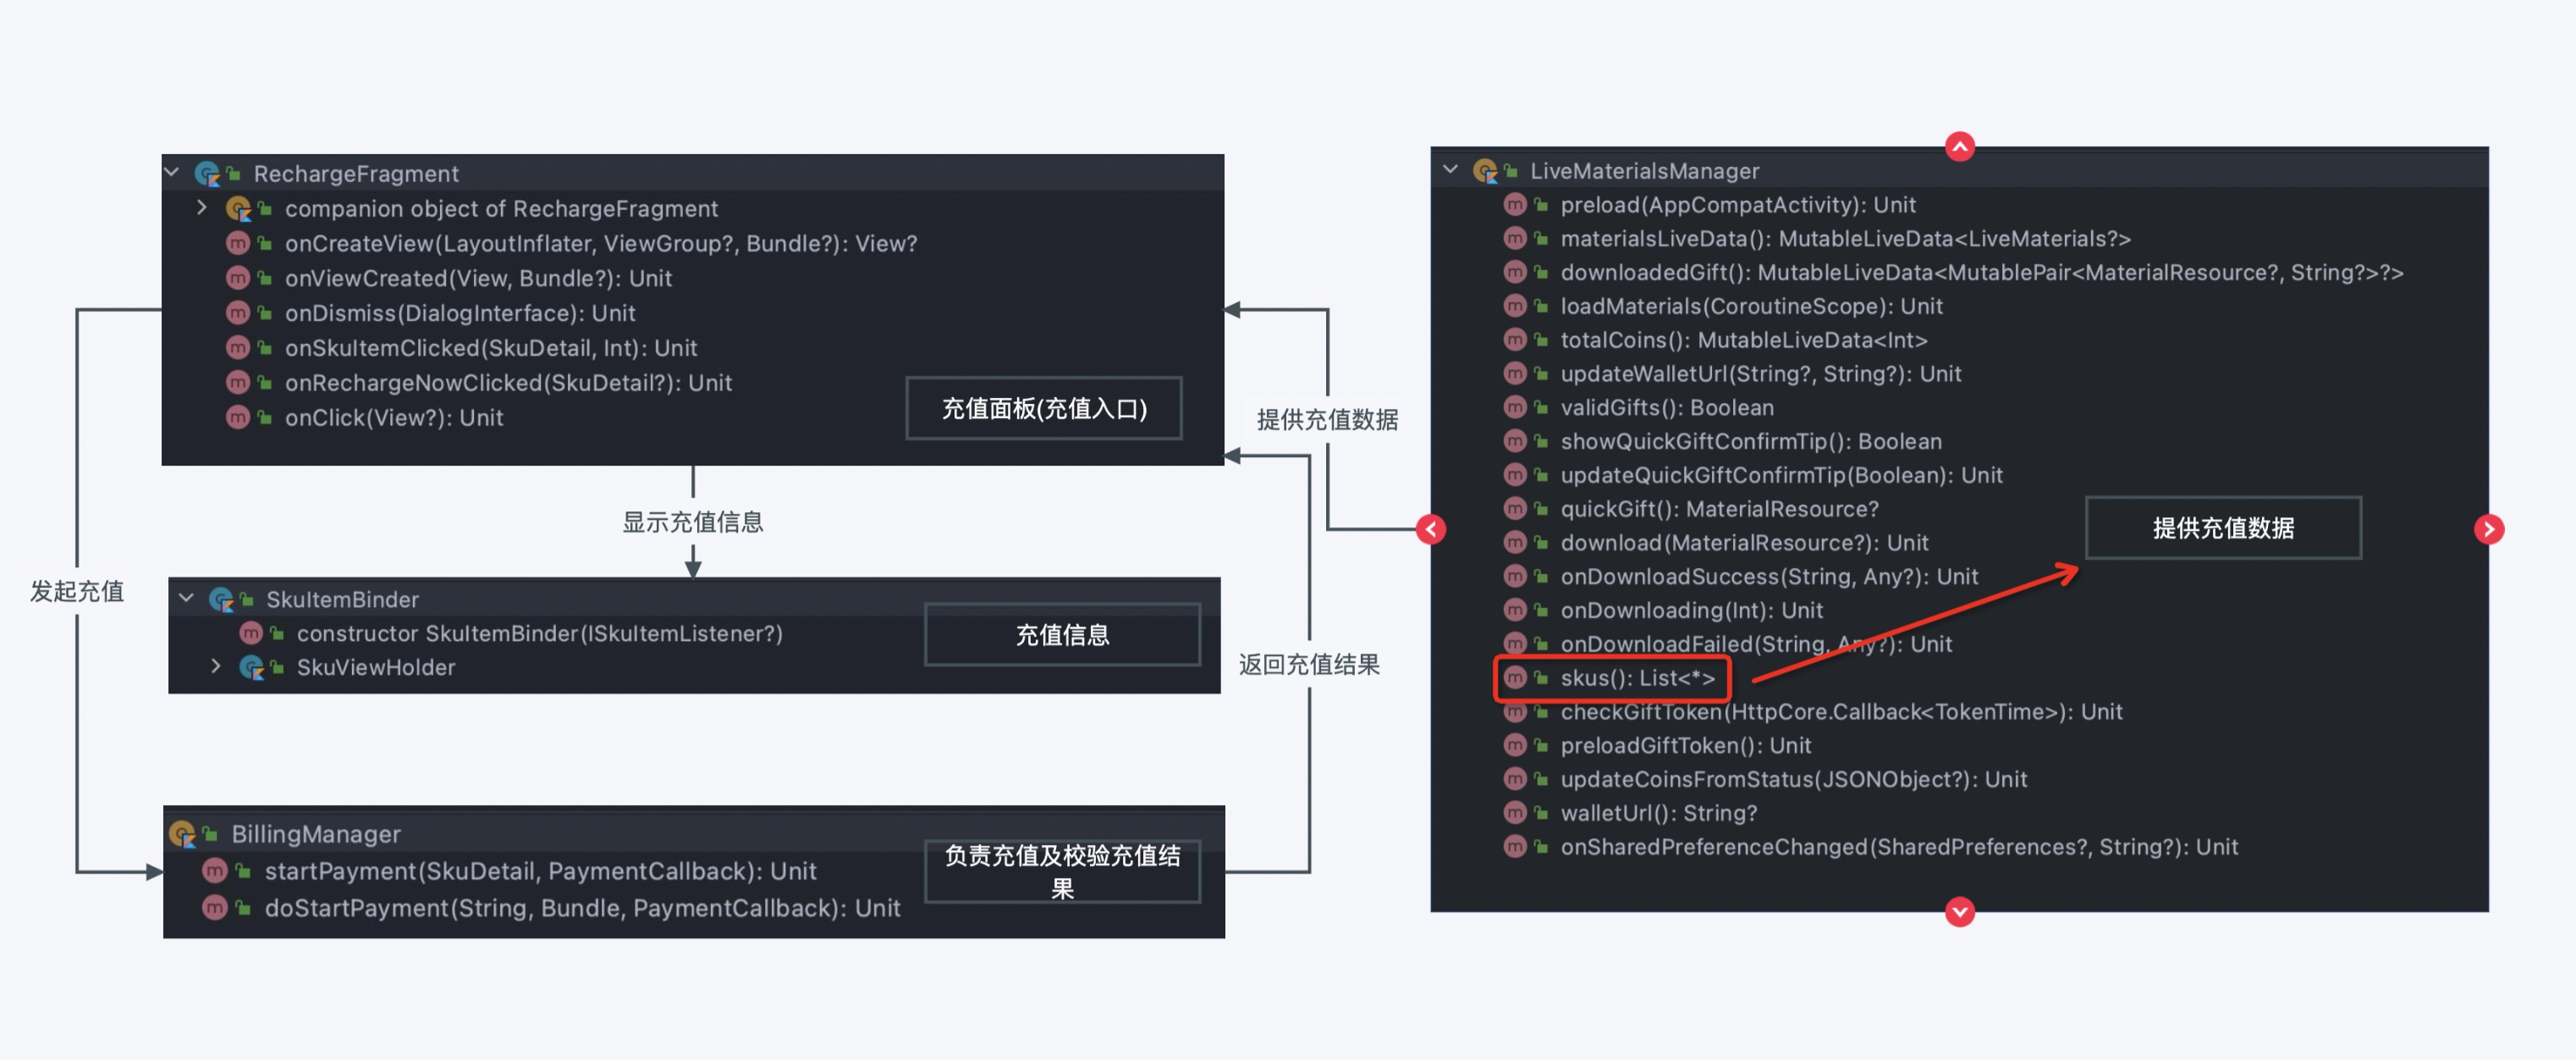 RechargeFragment
companion object of RechargeFragment
onCreateView(LayoutInflater, ViewGroup?, Bundle?): View?
onViewCreated(View, Bundle?): Unit
onDismiss(DialogInterface): Unit
onSkuItemClicked(SkuDetail, Int): Unit
onRechargeNowClicked(SkuDetail?): Unit
onClick(View?): Unit
充值面板(充值入口)
显示充值信息
发起充值
SkuItemBinder
constructor SkuItemBinder(ISkuItemListener?)
SkuViewHolder
充值信息
BillingManager
startPayment(SkuDetail, PaymentCallback): Unit
doStartPayment(String, Bundle, PaymentCallback): Unit
负责充值及校验充值结
果
提供充值数据
返回充值结果
LiveMaterialsManager
preload(AppCompatActivity): Unit
materialsLiveData(): MutableLiveData<LiveMaterials?>
downloadedGift(): MutableLiveData<MutablePair<MaterialResource?, String?>?>
loadMaterials(CoroutineScope): Unit
totalCoins(): MutableLiveData<Int>
updateWalletUrl(String?, String?): Unit
validGifts(): Boolean
showQuickGiftConfirmTip(): Boolean
updateQuickGiftConfirmTip(Boolean): Unit
quickGift(): MaterialResource?
download(MaterialResource?): Unit
onDownloadSuccess(String, Any?): Unit
onDownloading(Int): Unit
onDownloadFailed(String, Any?): Unit
skus(): List<*>
checkGiftToken(HttpCore.Callback<TokenTime>): Unit
preloadGiftToken(): Unit
updateCoinsFromStatus(JSONObject?): Unit
walletUrl(): String?
onSharedPreferenceChanged(SharedPreferences?, String?): Unit
提供充值数据